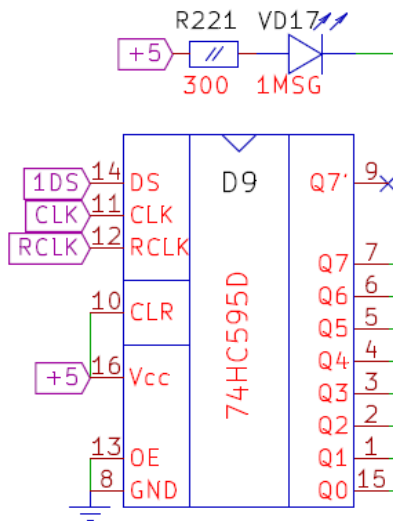 R221 VD17
+5
300 1MSG
D9
1DS 14 DS Q7' 9
CLK 11 CLK
RCLK 12 RCLK
Q7 7
Q6 6
10 CLR
Q5 5
+5 16 Vcc
Q4 4
Q3 3
Q2 2
13 OE Q1 1
8 GND Q0 15
74HC595D